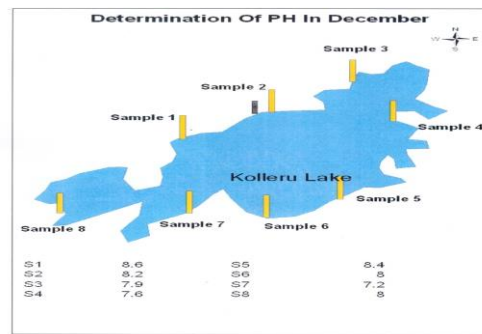 Determination Of PH In December
N
W E
S
Sample 3
Sample 2
Sample 1
Sample 4
Kolleru Lake
Sample 5
Sample 8
Sample 7
Sample 6
S1 8.6 S5 8.4
S2 8.2 S6 8
S3 7.9 S7 7.2
S4 7.6 S8 8